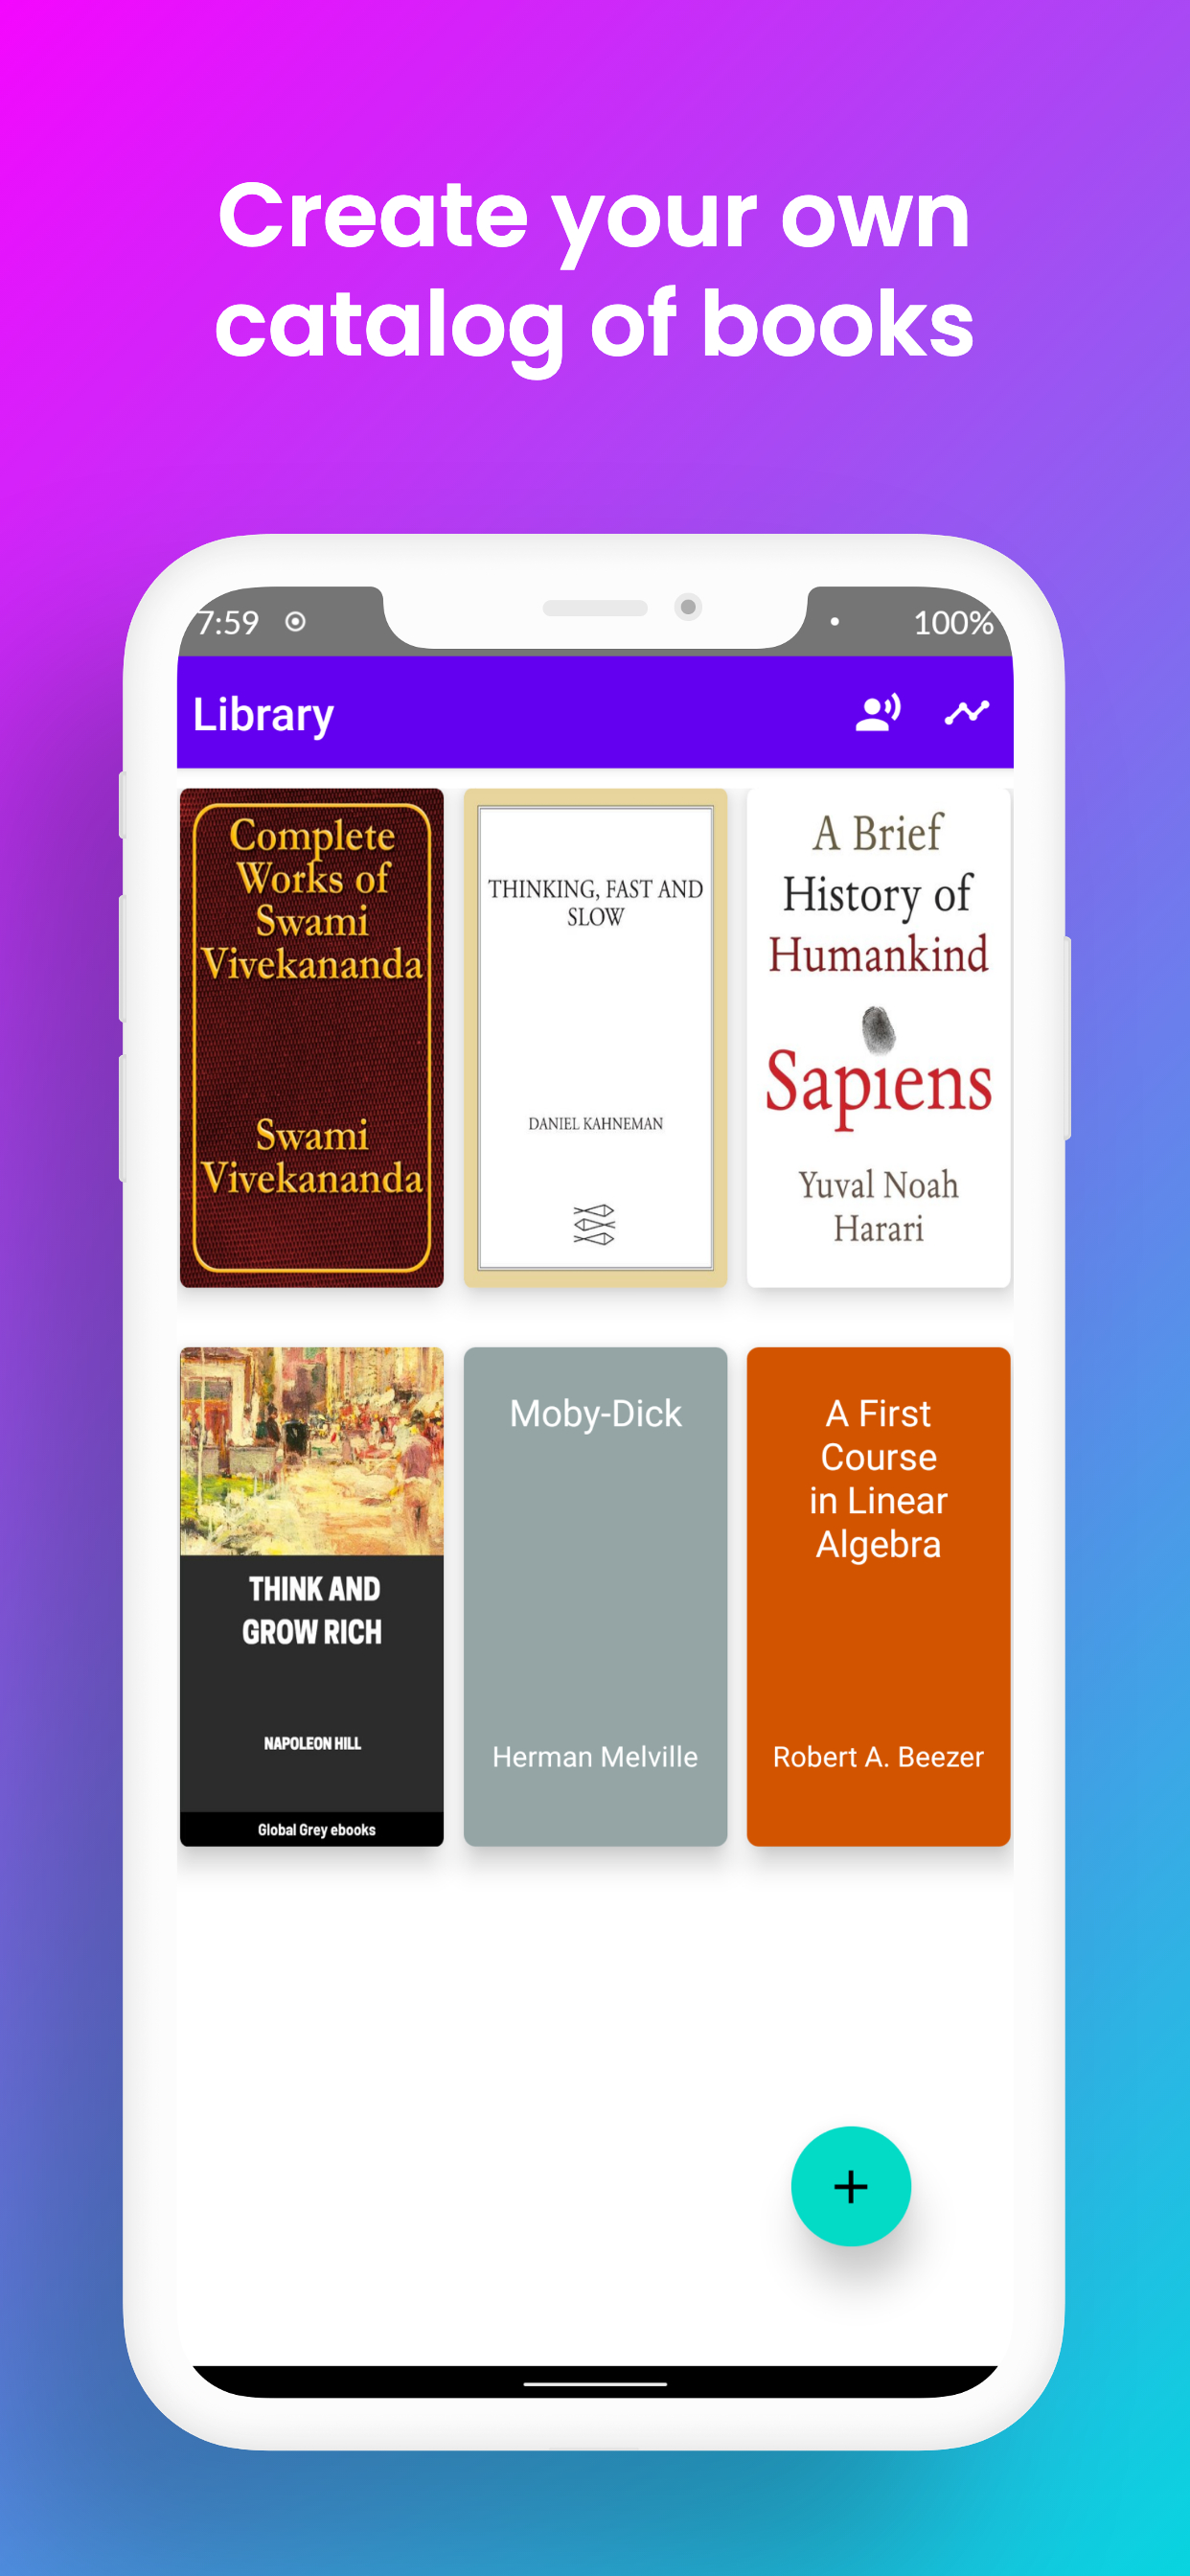 Create your own
catalog of books
7:59
100%
Library
Complete
Works of
Swami
Vivekananda
Swami
Vivekananda
THINKING, FAST AND
SLOW
DANIEL KAHNEMAN
A Brief
History of
Humankind
Sapiens
Yuval Noah
Harari
THINK AND
GROW RICH
NAPOLEON HILL
Global Grey ebooks
Moby-Dick
Herman Melville
A First
Course
in Linear
Algebra
Robert A. Beezer
+